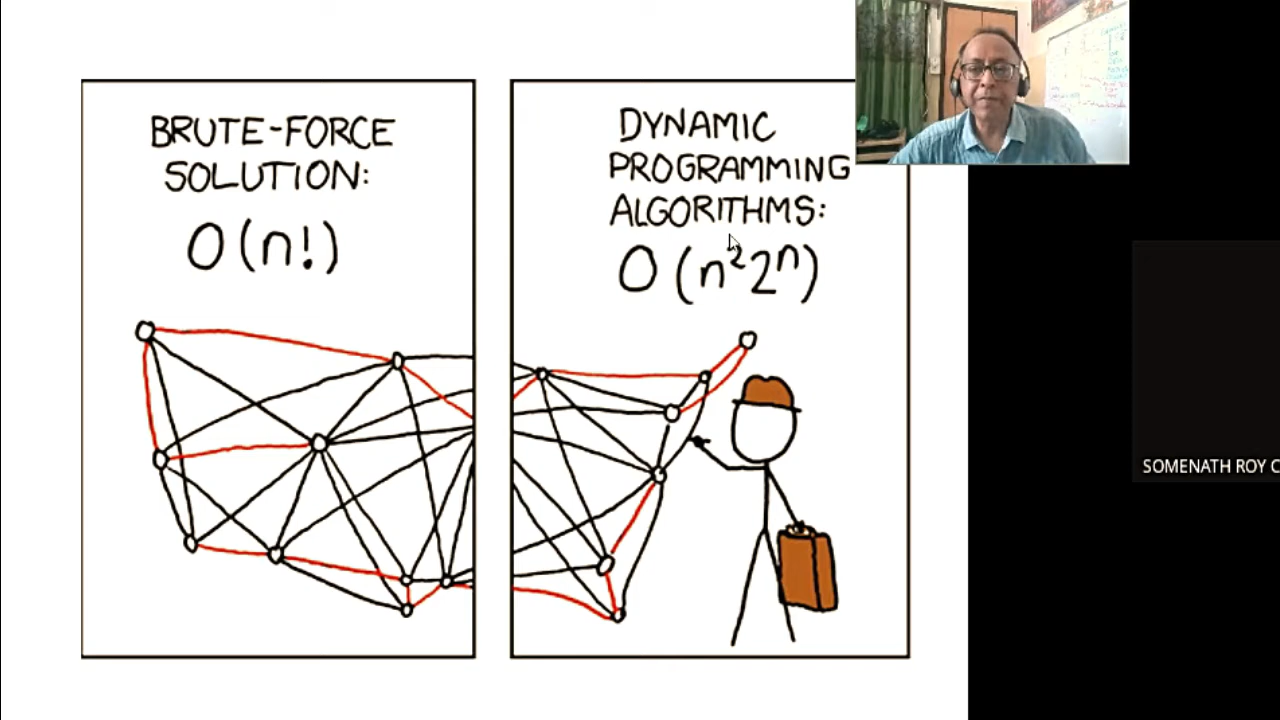 BRUTE-FORCE
SOLUTION:
O(n!)
DYNAMIC
PROGRAMMING
ALGORITHMS:
O(n²2ⁿ)
SOMENATH ROY C